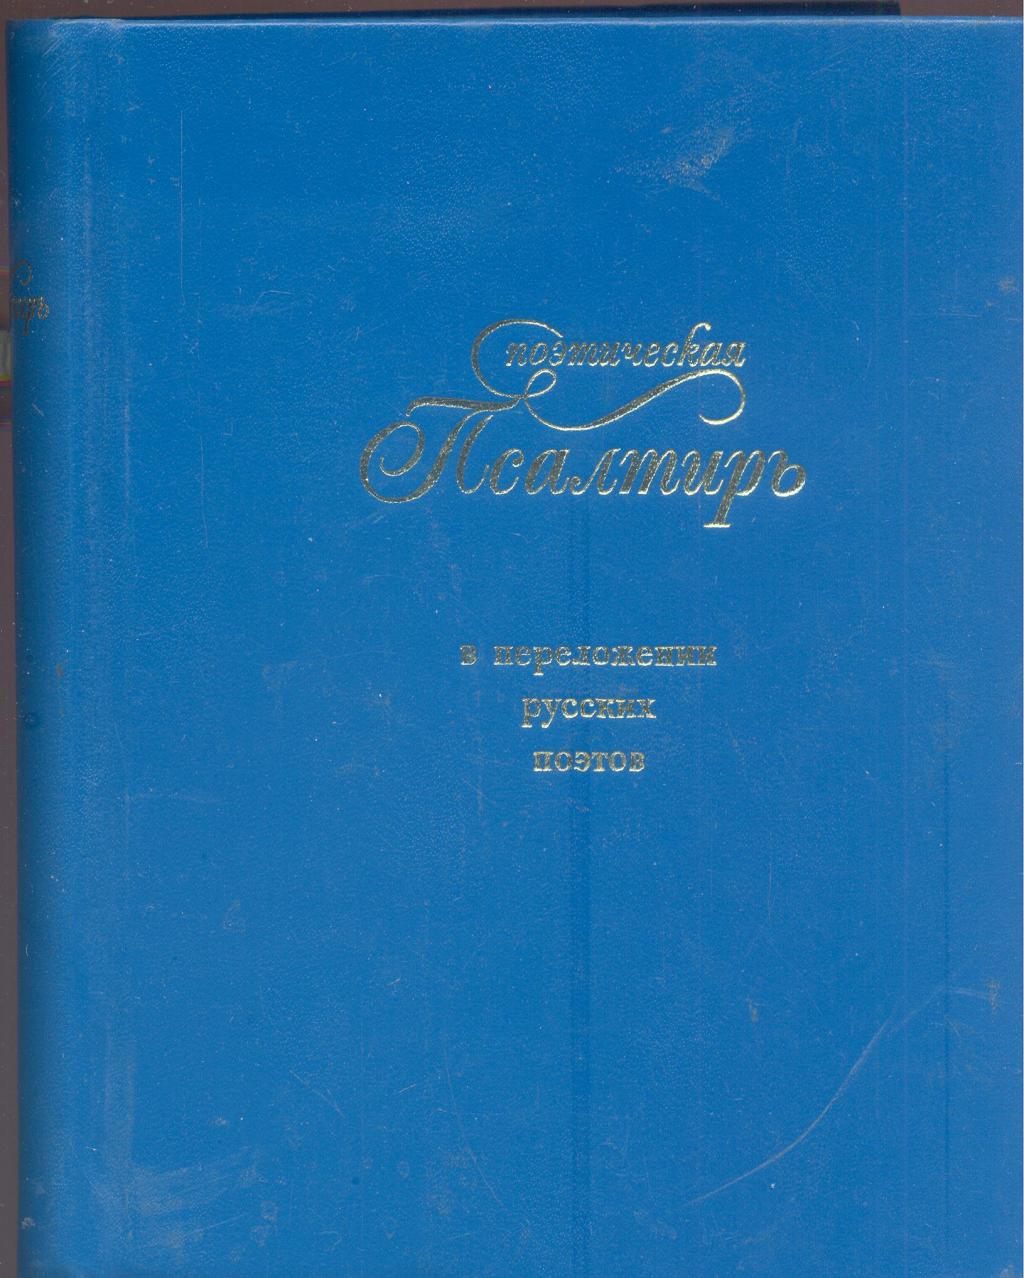 поэтическая
Псалтирь
в переложении
русских
поэтов